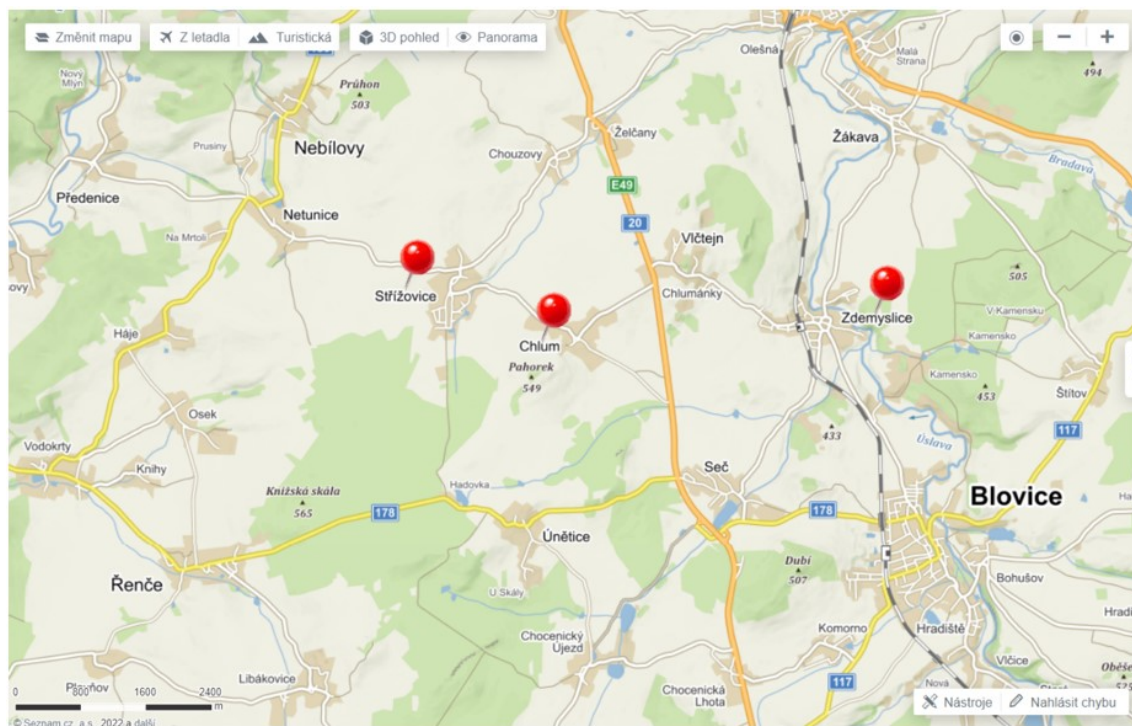 Změnit mapu
Z letadla
Turistická
3D pohled
Panorama
Olešná
Malá
Strana
494
Nový
Mlýn
Průhon
503
Nebílovy
Prusiny
Želčany
Chouzovy
Žákava
Bradava
Předenice
Netunice
E49
20
Na Mrtoli
Vlčtejn
505
Střížovice
Chlumánky
Zdemyslice
V Kamensku
Kamensko
Háje
Chlum
Pahorek
549
Kamensko
453
Štítov
Osek
433
Úslava
117
Vodokrty
Knihy
Hadovka
Seč
Knížská skála
565
178
178
Blovice
Únětice
Řenče
Dubí
507
Bohušov
U Skály
Chocenický
Újezd
Komorno
Hradiště
Vlčice
Libákovice
117
Chocenická
Lhota
0 800 1600 2400
m
Nástroje
Nahlásit chybu
© Seznam.cz, a.s., 2022 a další